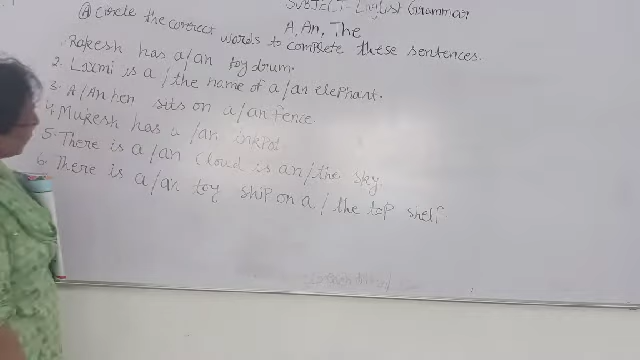 SUBJECT- English Grammar
A, An, The
(A) Circle the correct words to complete these sentences.
Rakesh has a/an toy drum.
2. Laxmi is a / the name of a/an elephant.
3. A/An hen sits on a/an fence.
4. Mukesh has a /an inkpot
5. There is a/an cloud is an/the sky.
6. There is a/an toy ship on a / the top shelf